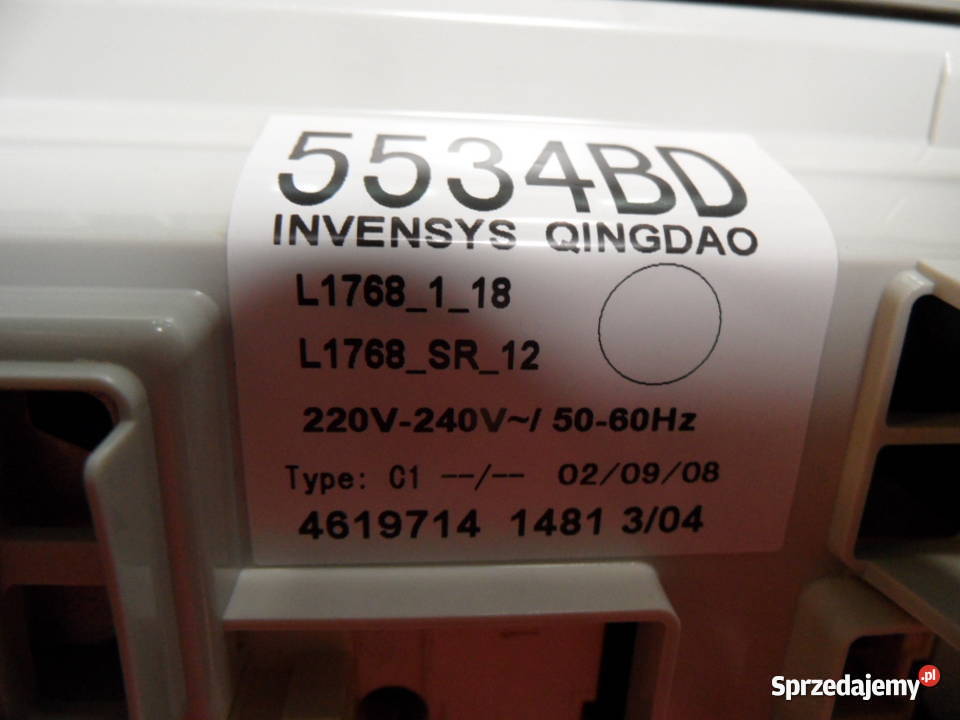 5534BD
INVENSYS QINGDAO
L1768_1_18
L1768_SR_12
220V-240V~/ 50-60Hz
Type: C1 --/-- 02/09/08
4619714 1481 3/04
Sprzedajemy.pl